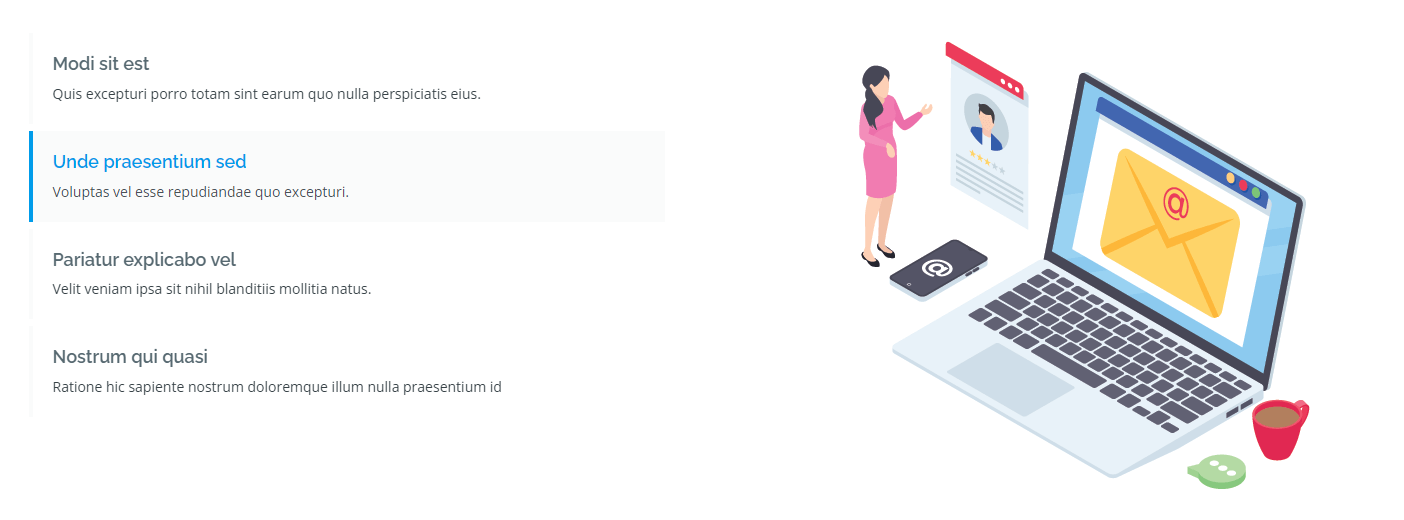 Modi sit est
Quis excepturi porro totam sint earum quo nulla perspiciatis eius.
Unde praesentium sed
Voluptas vel esse repudiandae quo excepturi.
Pariatur explicabo vel
Velit veniam ipsa sit nihil blanditiis mollitia natus.
Nostrum qui quasi
Ratione hic sapiente nostrum doloremque illum nulla praesentium id
@
@